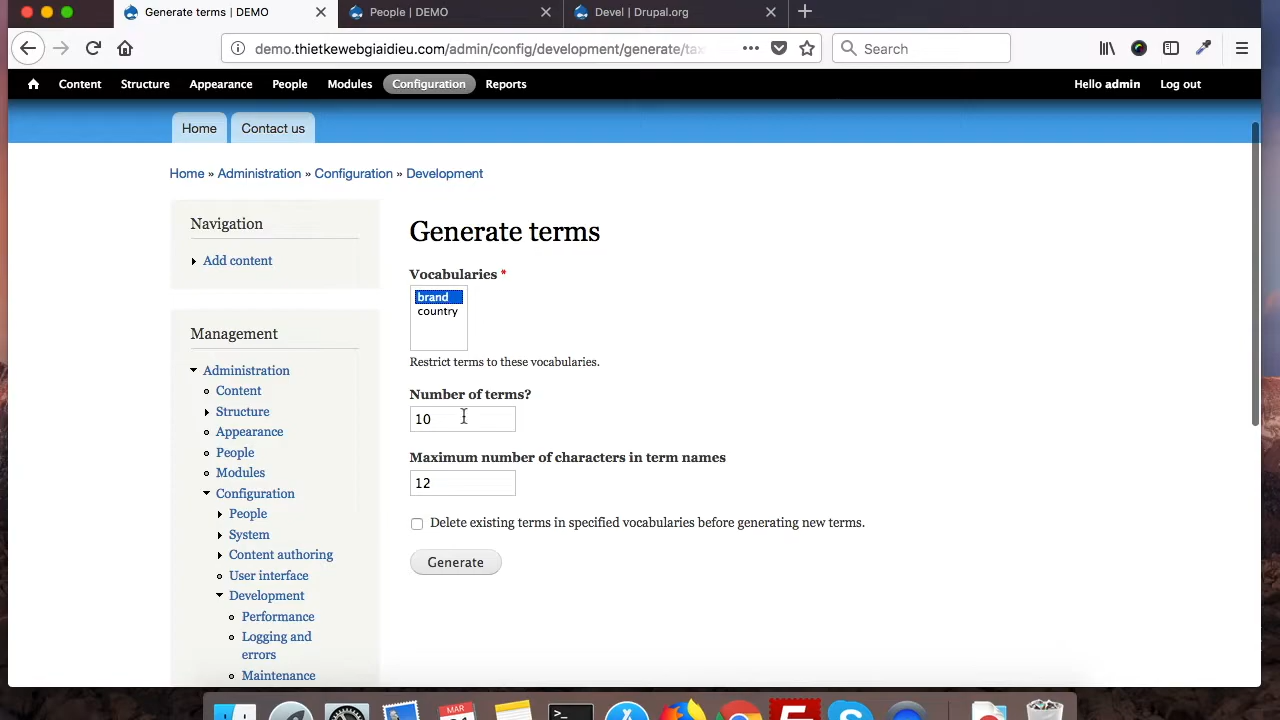 Generate terms | DEMO
People | DEMO
Devel | Drupal.org
demo.thietkewebgiaidieu.com/admin/config/development/generate/tax
Search
Content Structure Appearance People Modules Configuration Reports
Hello admin Log out
Home Contact us
Home » Administration » Configuration » Development
Navigation
Add content
Management
Administration
Content
Structure
Appearance
People
Modules
Configuration
People
System
Content authoring
User interface
Development
Performance
Logging and
errors
Maintenance
Generate terms
Vocabularies *
brand
country
Restrict terms to these vocabularies.
Number of terms?
10
Maximum number of characters in term names
12
Delete existing terms in specified vocabularies before generating new terms.
Generate
MAR